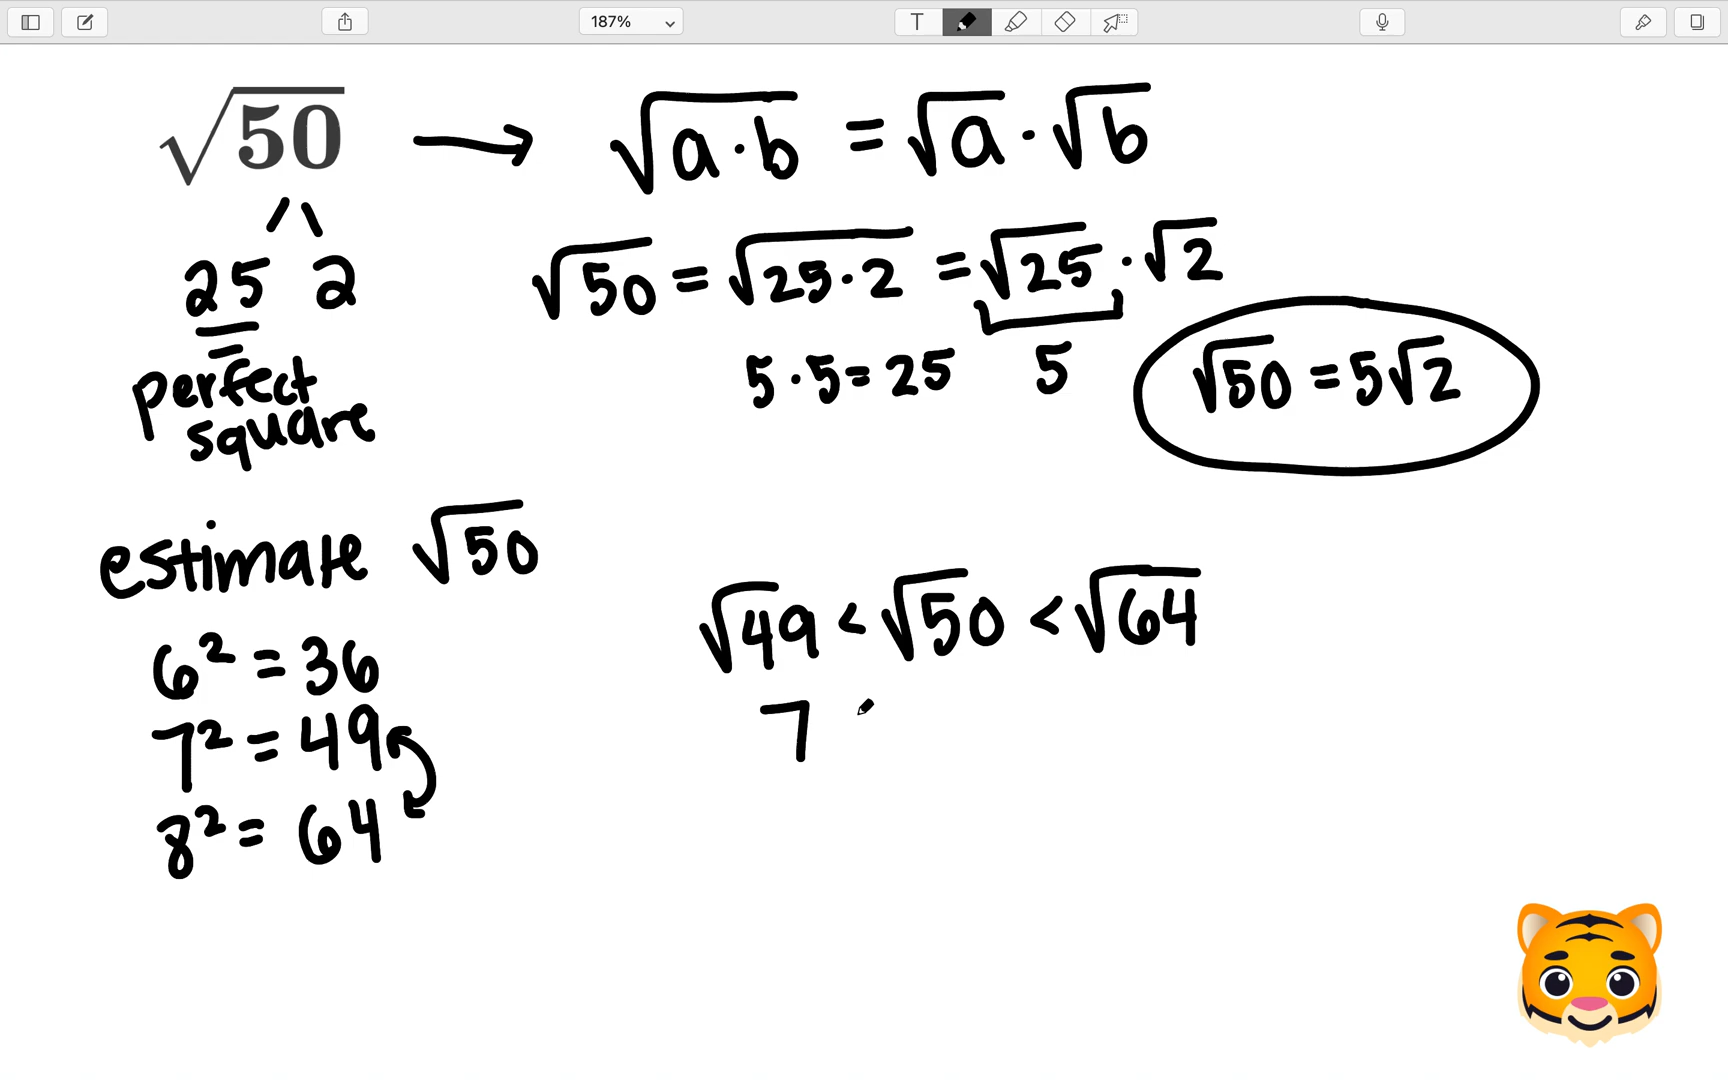 187%
T
√50 → √a·b = √a · √b
25 2
√50 = √25·2 = √25 · √2
perfect
square
5·5=25 5
√50 = 5√2
estimate √50
6² = 36
7² = 49
8² = 64
√49 < √50 < √64
7